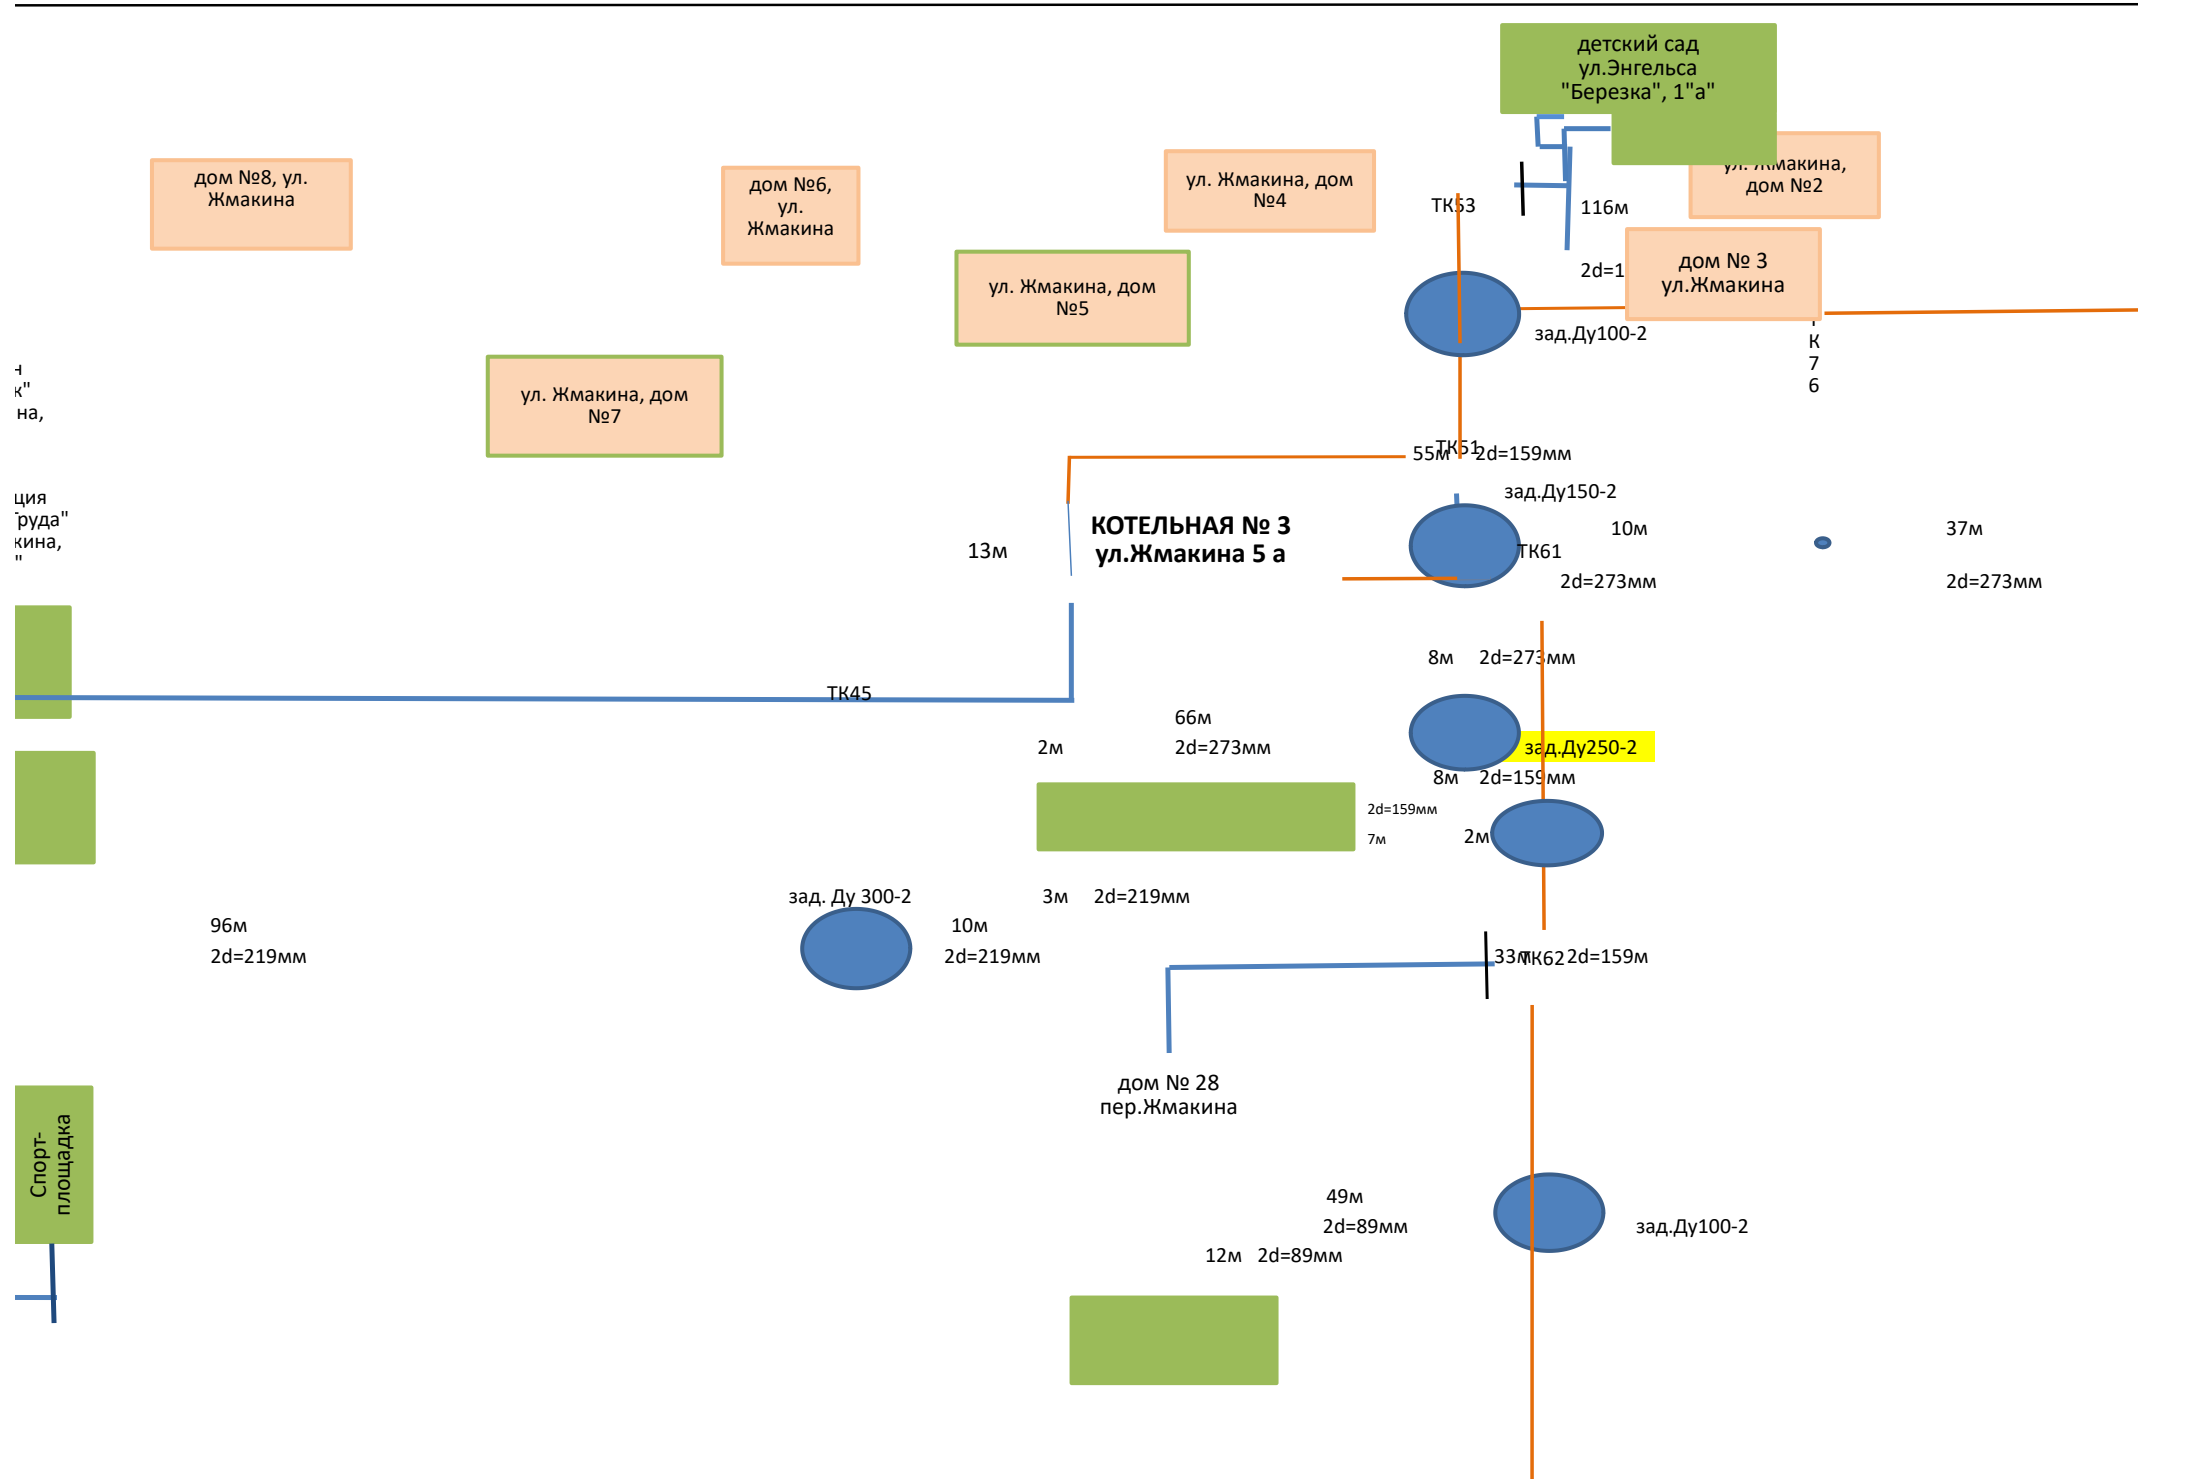 детский сад
ул.Энгельса
"Березка", 1"а"
дом №8, ул.
Жмакина
дом №6,
ул.
Жмакина
ул. Жмакина, дом
№4
ул. Жмакина,
дом №2
ТК53
116м
2d=1
дом № 3
ул.Жмакина
ул. Жмакина, дом
№5
зад.Ду100-2
К
7
6
к"
на,
ул. Жмакина, дом
№7
ТК51
55м 2d=159мм
зад.Ду150-2
ция
Труда"
кина,
"
КОТЕЛЬНАЯ № 3
ул.Жмакина 5 а
13м
10м
37м
ТК61
2d=273мм
2d=273мм
8м 2d=273мм
ТК45
66м
2м
2d=273мм
зад.Ду250-2
8м 2d=159мм
2d=159мм
7м
2м
зад. Ду 300-2
3м 2d=219мм
96м
10м
2d=219мм
2d=219мм
33м
ТК62
2d=159м
дом № 28
пер.Жмакина
Спорт-
площадка
49м
2d=89мм
зад.Ду100-2
12м 2d=89мм